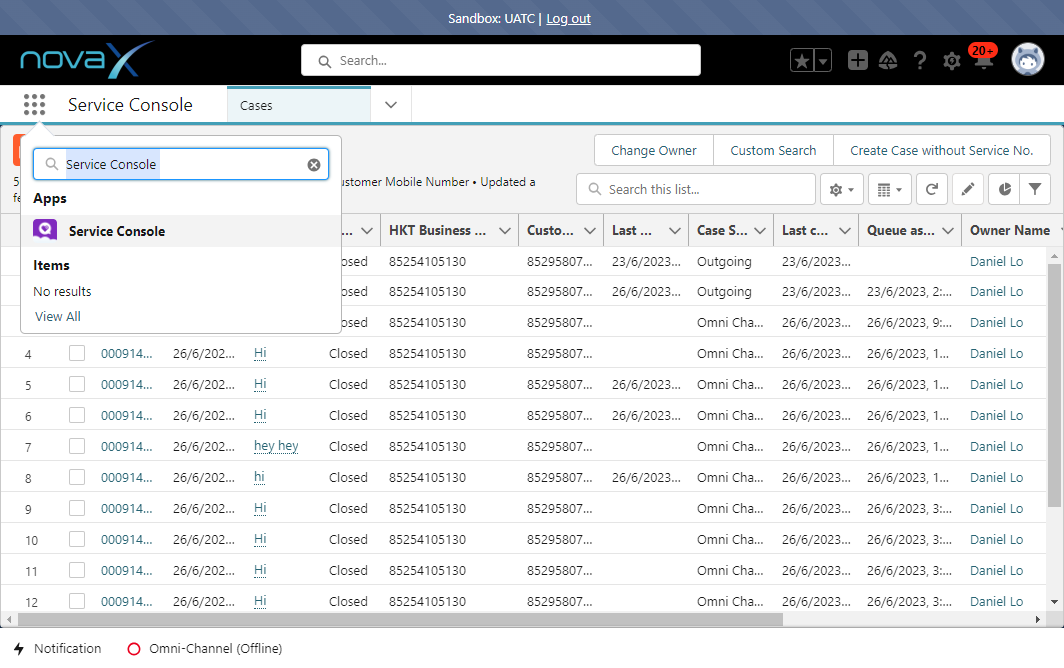 Sandbox: UATC | Log out
novaX
Search...
20+
Service Console
Cases
Service Console
Apps
Service Console
Items
No results
View All
Change Owner
Custom Search
Create Case without Service No.
5
ustomer Mobile Number • Updated a
fe
Search this list...
... HKT Business ... Custo... Last ... Case S... Last c... Queue as... Owner Name
osed 85254105130 85295807... 23/6/2023... Outgoing 23/6/2023... Daniel Lo
osed 85254105130 85295807... 26/6/2023... Outgoing 23/6/2023... 23/6/2023, 2:... Daniel Lo
osed 85254105130 85295807... Omni Cha... 26/6/2023... 26/6/2023, 9:... Daniel Lo
4 000914... 26/6/202... Hi Closed 85254105130 85295807... Omni Cha... 26/6/2023... 26/6/2023, 1... Daniel Lo
5 000914... 26/6/202... Hi Closed 85254105130 85295807... 26/6/2023... Omni Cha... 26/6/2023... 26/6/2023, 1... Daniel Lo
6 000914... 26/6/202... Hi Closed 85254105130 85295807... 26/6/2023... Omni Cha... 26/6/2023... 26/6/2023, 1... Daniel Lo
7 000914... 26/6/202... hey hey Closed 85254105130 85295807... Omni Cha... 26/6/2023... 26/6/2023, 1... Daniel Lo
8 000914... 26/6/202... hi Closed 85254105130 85295807... 26/6/2023... Omni Cha... 26/6/2023... 26/6/2023, 1... Daniel Lo
9 000914... 26/6/202... Hi Closed 85254105130 85295807... Omni Cha... 26/6/2023... 26/6/2023, 3:... Daniel Lo
10 000914... 26/6/202... Hi Closed 85254105130 85295807... Omni Cha... 26/6/2023... 26/6/2023, 3:... Daniel Lo
11 000914... 26/6/202... Hi Closed 85254105130 85295807... Omni Cha... 26/6/2023... 26/6/2023, 3:... Daniel Lo
12 000914... 26/6/202... Hi Closed 85254105130 85295807... Omni Cha... 26/6/2023... 26/6/2023, 3:... Daniel Lo
Notification
Omni-Channel (Offline)